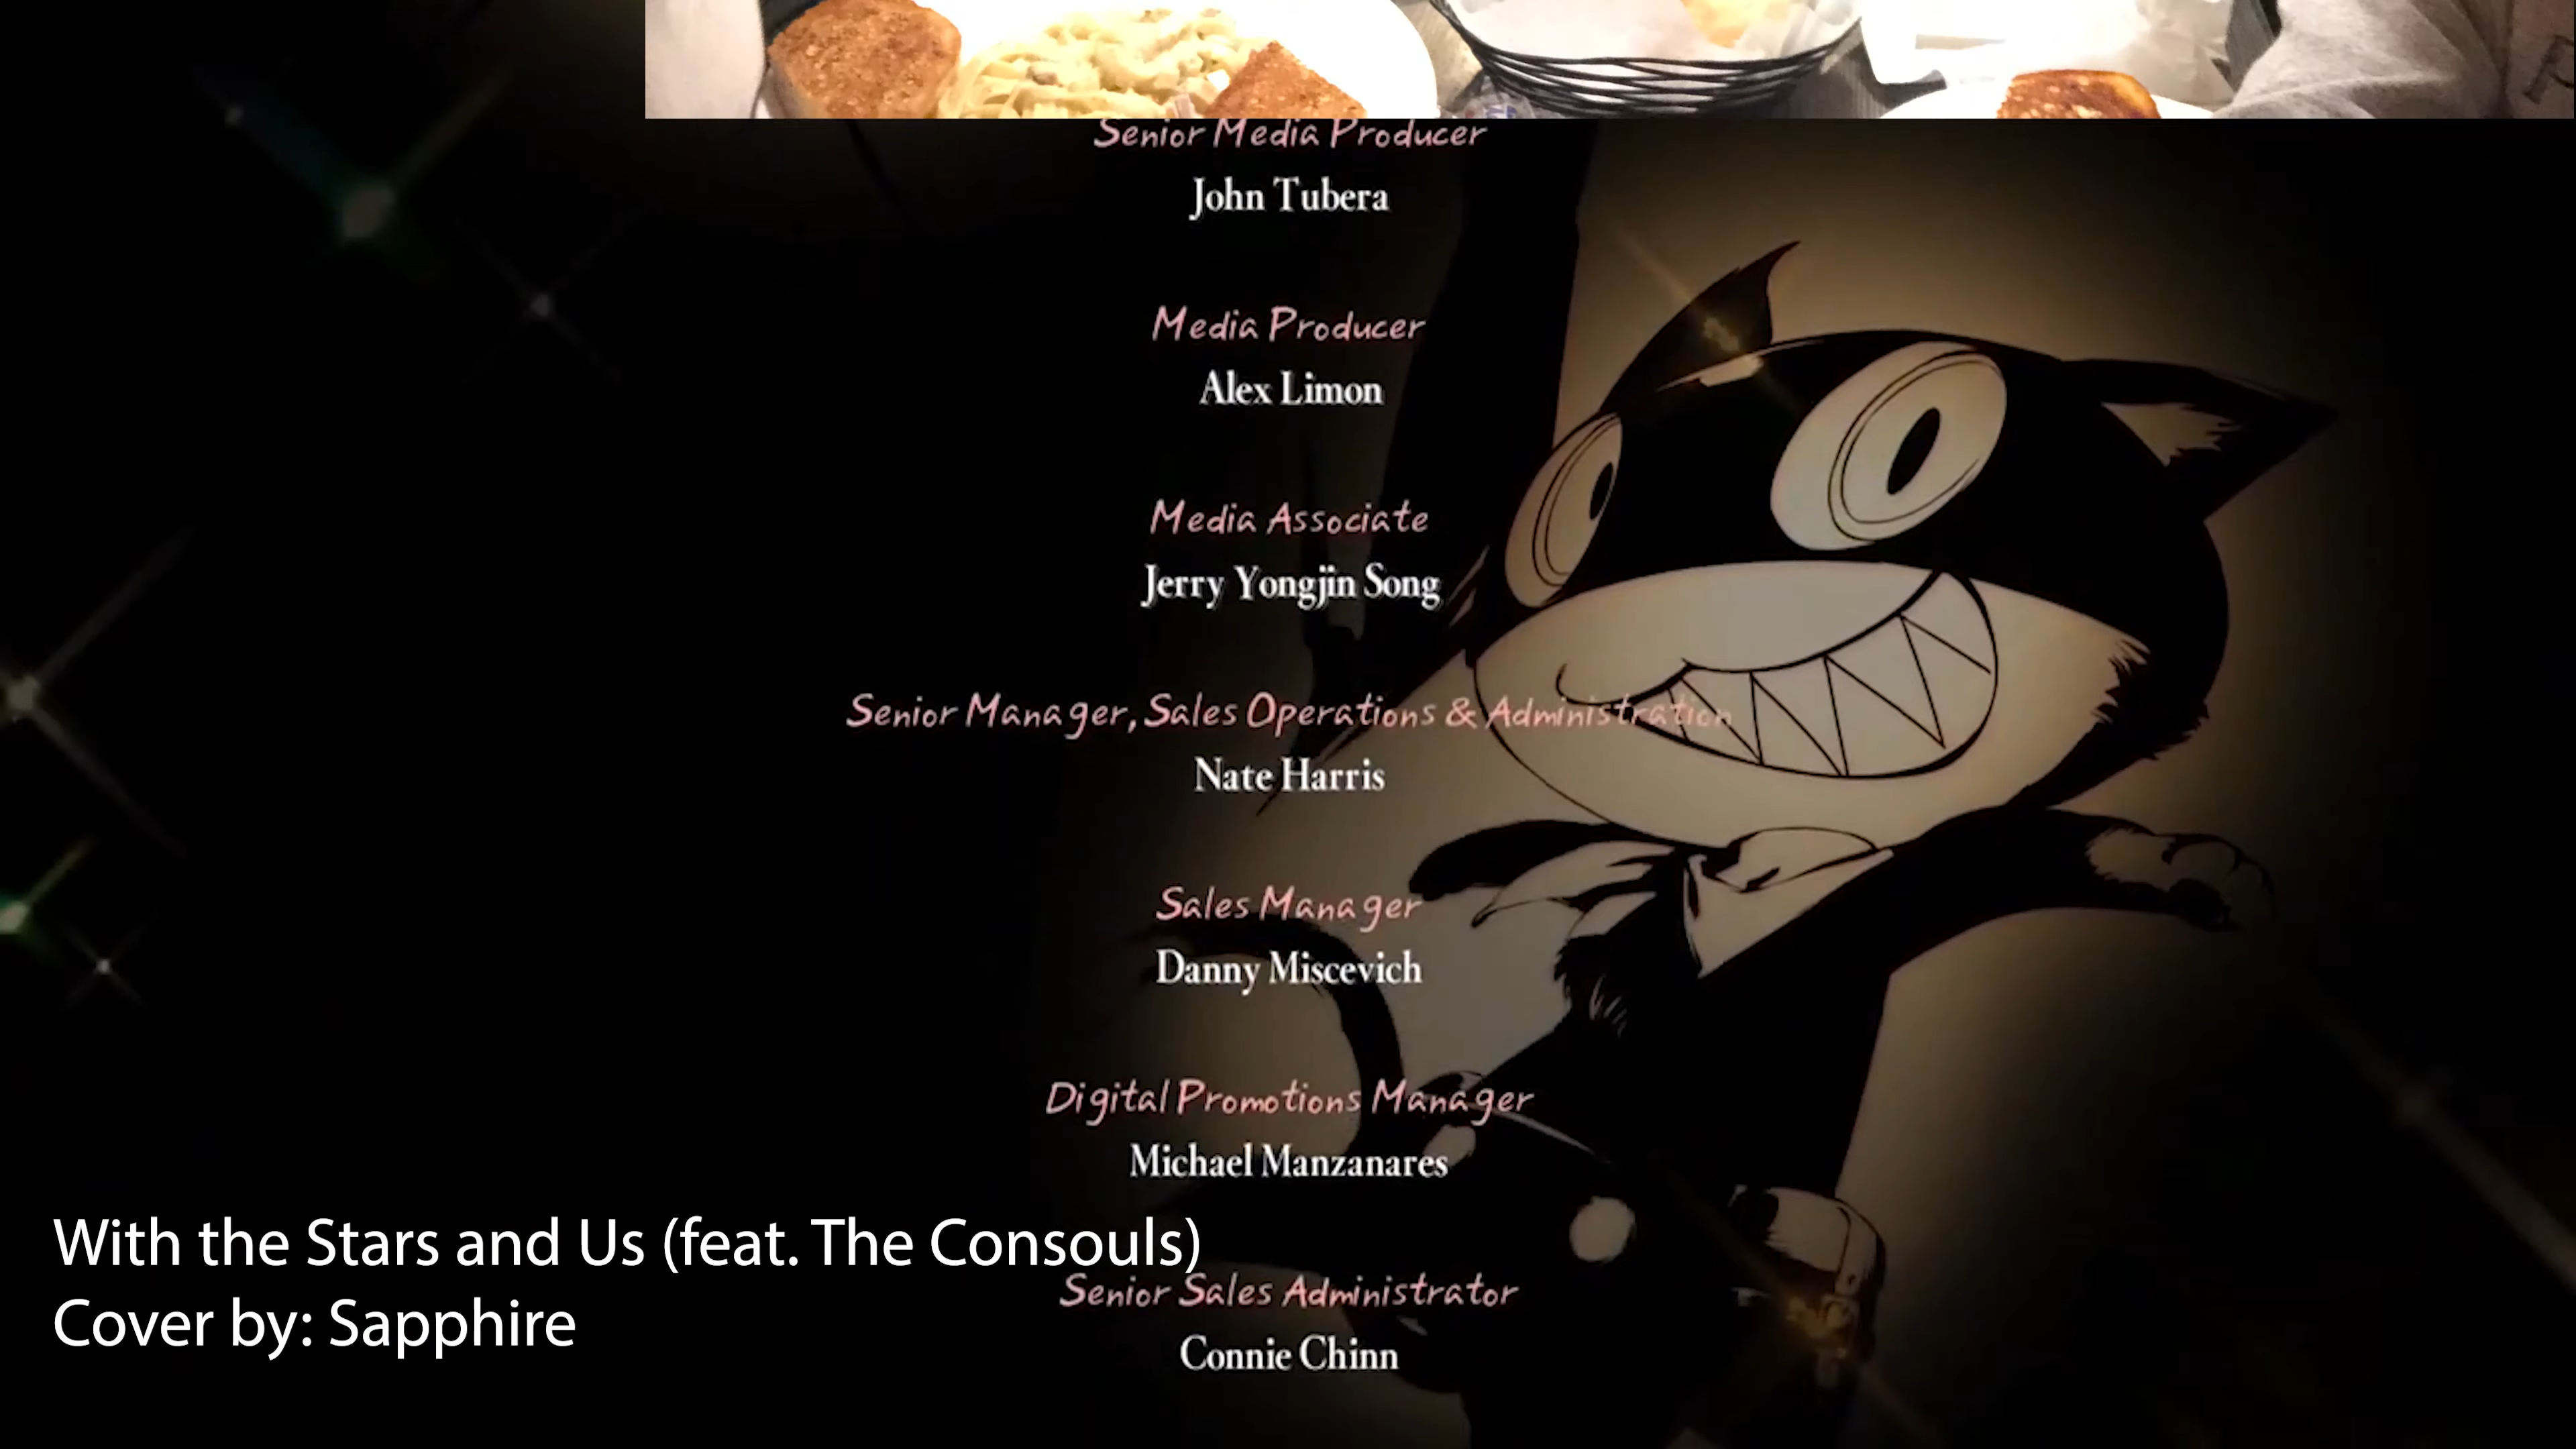 Senior Media Producer
John Tubera
Media Producer
Alex Limon
Media Associate
Jerry Yongjin Song
Senior Manager, Sales Operations & Administration
Nate Harris
Sales Manager
Danny Miscevich
Digital Promotions Manager
Michael Manzanares
With the Stars and Us (feat. The Consouls)
Cover by: Sapphire
Senior Sales Administrator
Connie Chinn